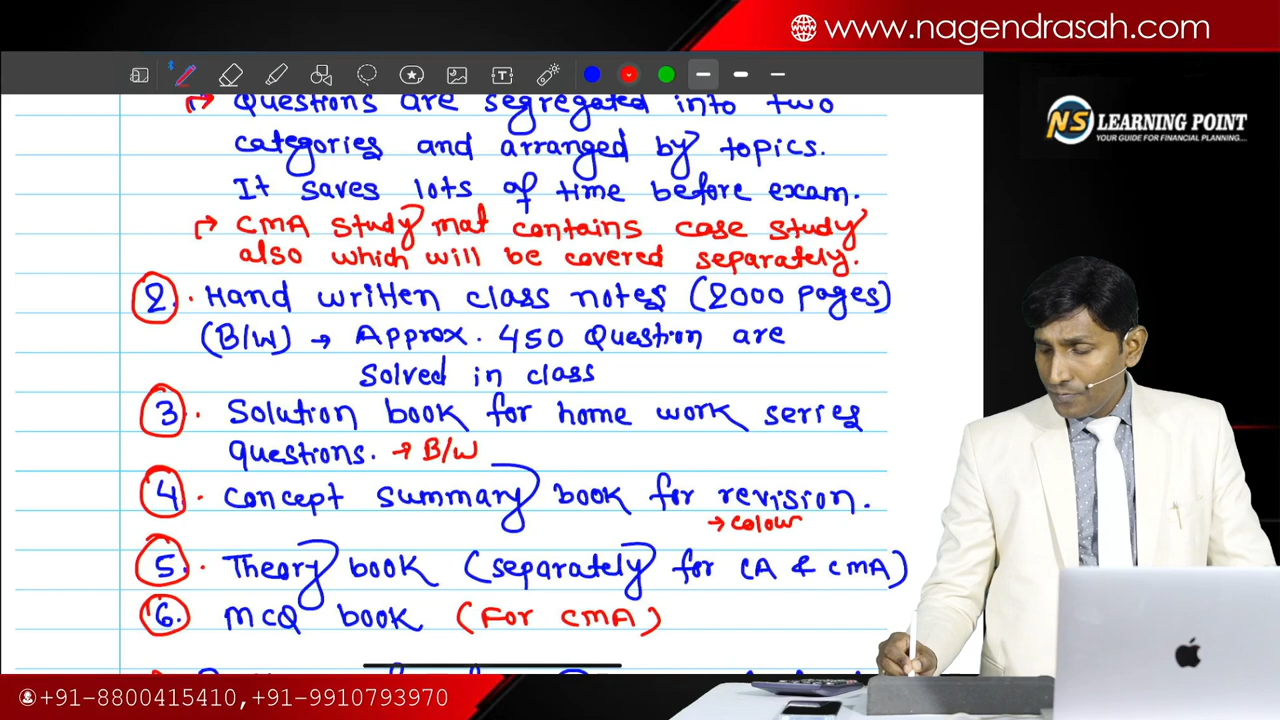 www.nagendrasah.com
NS LEARNING POINT
YOUR GUIDE FOR FINANCIAL PLANNING...
Questions are segregated into two
categories and arranged by topics.
It saves lots of time before exam.
→ CMA study mat contains case study
also which will be covered separately.
2. Hand written class notes (2000 pages)
(B/W) → Approx. 450 Question are
solved in class
3. Solution book for home work series
questions. → B/W
4. concept summary book for revision.
→ colour
5. Theory book (separately for CA & CMA)
6. MCQ book (For CMA)
+91-8800415410,+91-9910793970